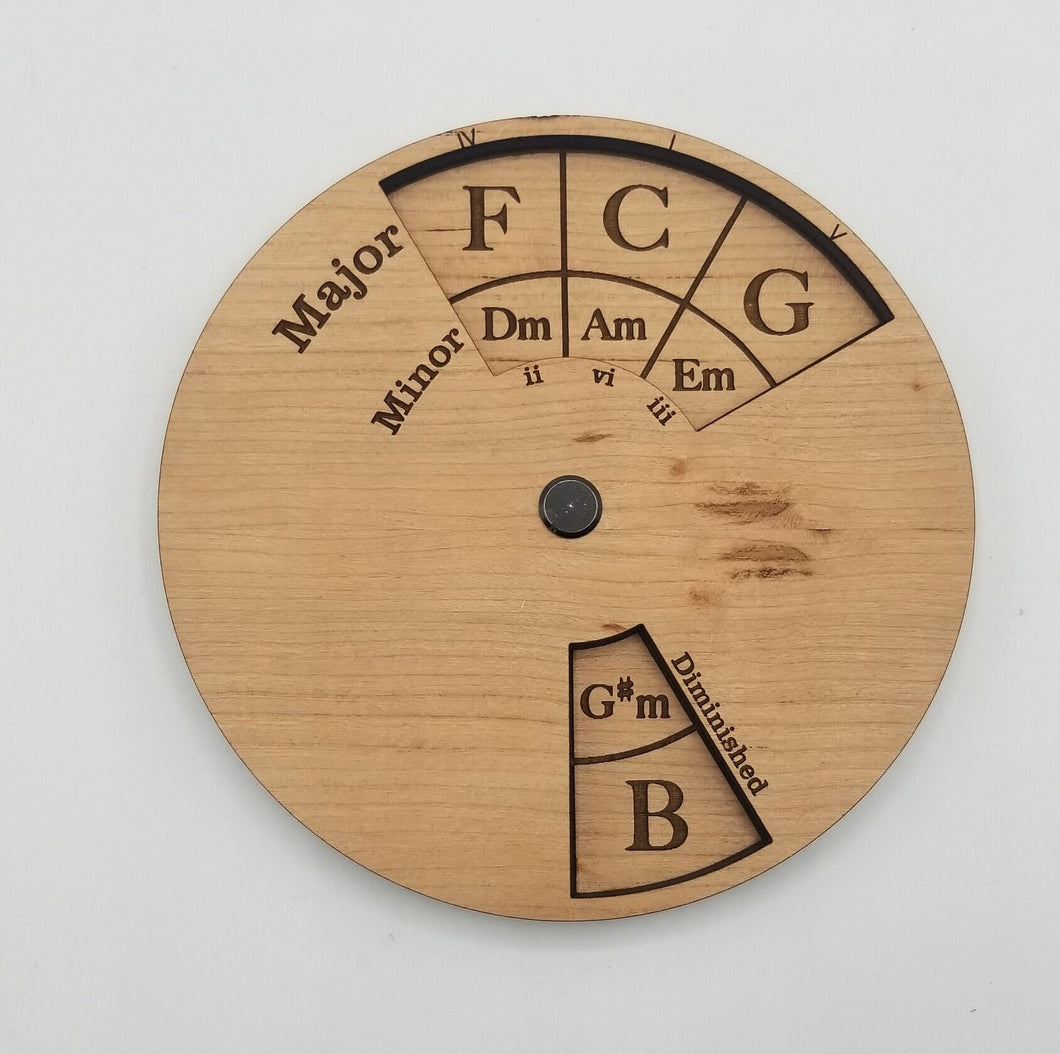 IV I V
F C G
Major
Dm Am Em
Minor
ii vi iii
G♯m
Diminished
B